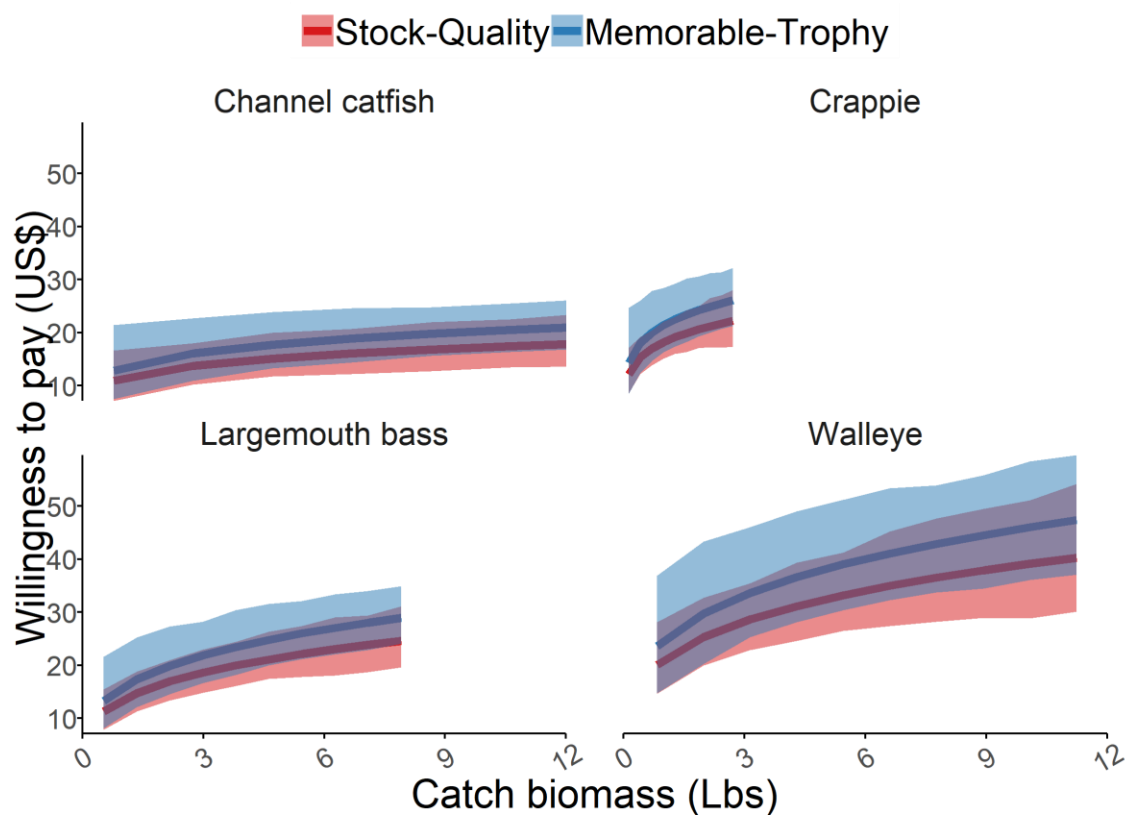 Stock-Quality Memorable-Trophy
Channel catfish
Crappie
50
40
30
20
10
Largemouth bass
Walleye
50
40
30
20
10
Willingness to pay (US$)
0 3 6 9 12 0 3 6 9 12
Catch biomass (Lbs)